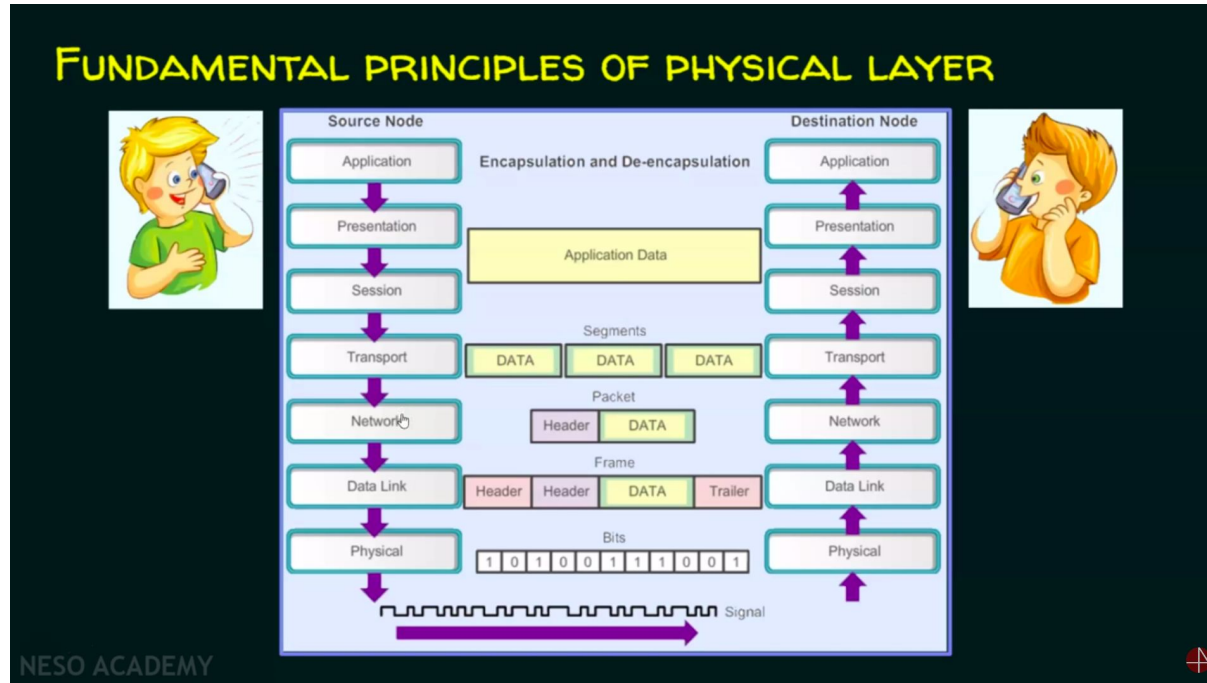 FUNDAMENTAL PRINCIPLES OF PHYSICAL LAYER
Source Node
Destination Node
Application
Encapsulation and De-encapsulation
Application
Presentation
Presentation
Application Data
Session
Session
Segments
Transport
DATA
DATA
DATA
Transport
Packet
Network
Header
DATA
Network
Frame
Data Link
Header
Header
DATA
Trailer
Data Link
Bits
Physical
1 0 1 0 0 1 1 1 0 0 1
Physical
Signal
NESO ACADEMY